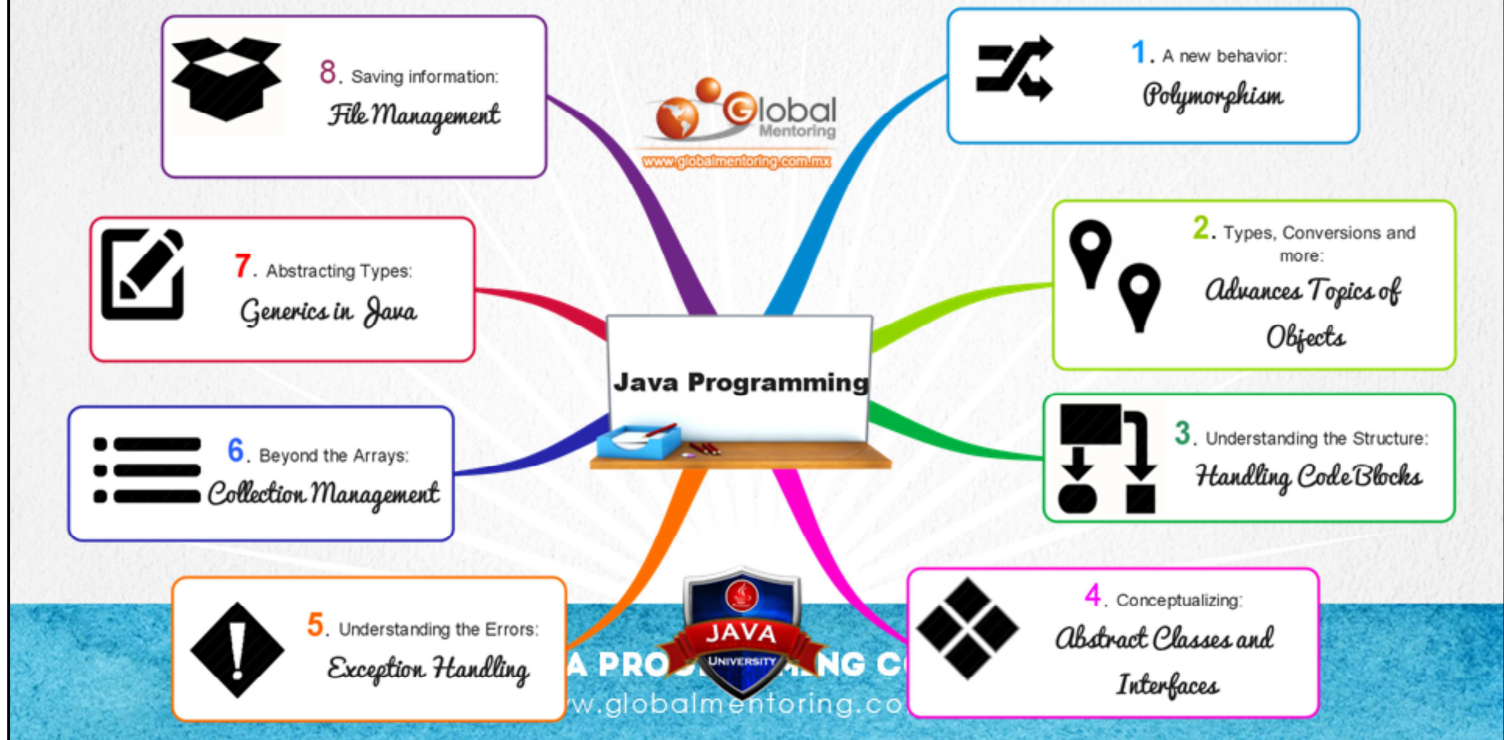 Global
Mentoring
www.globalmentoring.com.mx
1. A new behavior:
Polymorphism
2. Types, Conversions and
more:
Advances Topics of
Objects
3. Understanding the Structure:
Handling Code Blocks
4. Conceptualizing:
Abstract Classes and
Interfaces
5. Understanding the Errors:
Exception Handling
6. Beyond the Arrays:
Collection Management
7. Abstracting Types:
Generics in Java
8. Saving information:
File Management
Java Programming
JAVA
UNIVERSITY